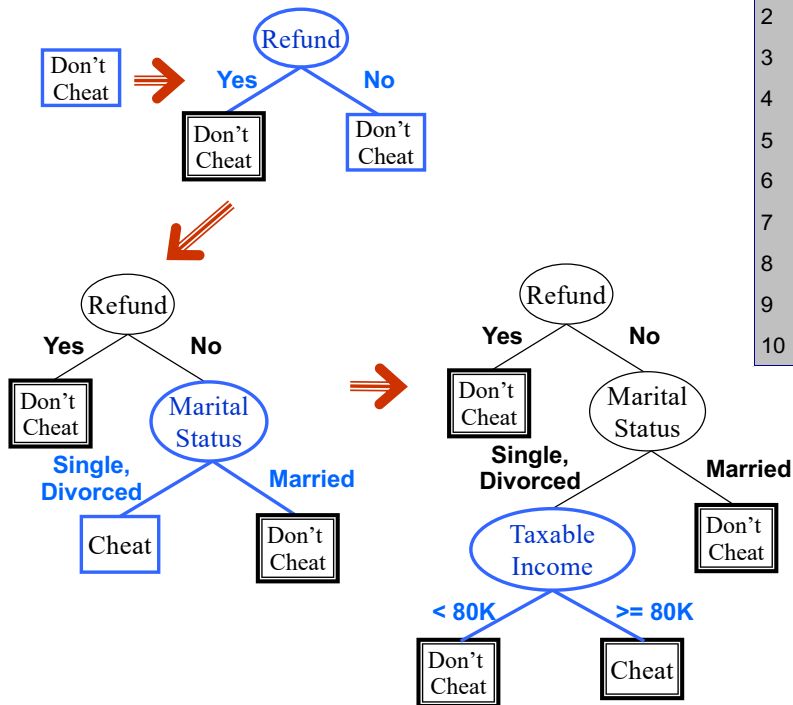 Don't
Cheat
Refund
Yes
No
Don't
Cheat
Don't
Cheat
Refund
Yes
No
Don't
Cheat
Marital
Status
Single,
Divorced
Married
Cheat
Don't
Cheat
Refund
Yes
No
Don't
Cheat
Marital
Status
Single,
Divorced
Married
Taxable
Income
Don't
Cheat
< 80K
>= 80K
Don't
Cheat
Cheat
2
3
4
5
6
7
8
9
10